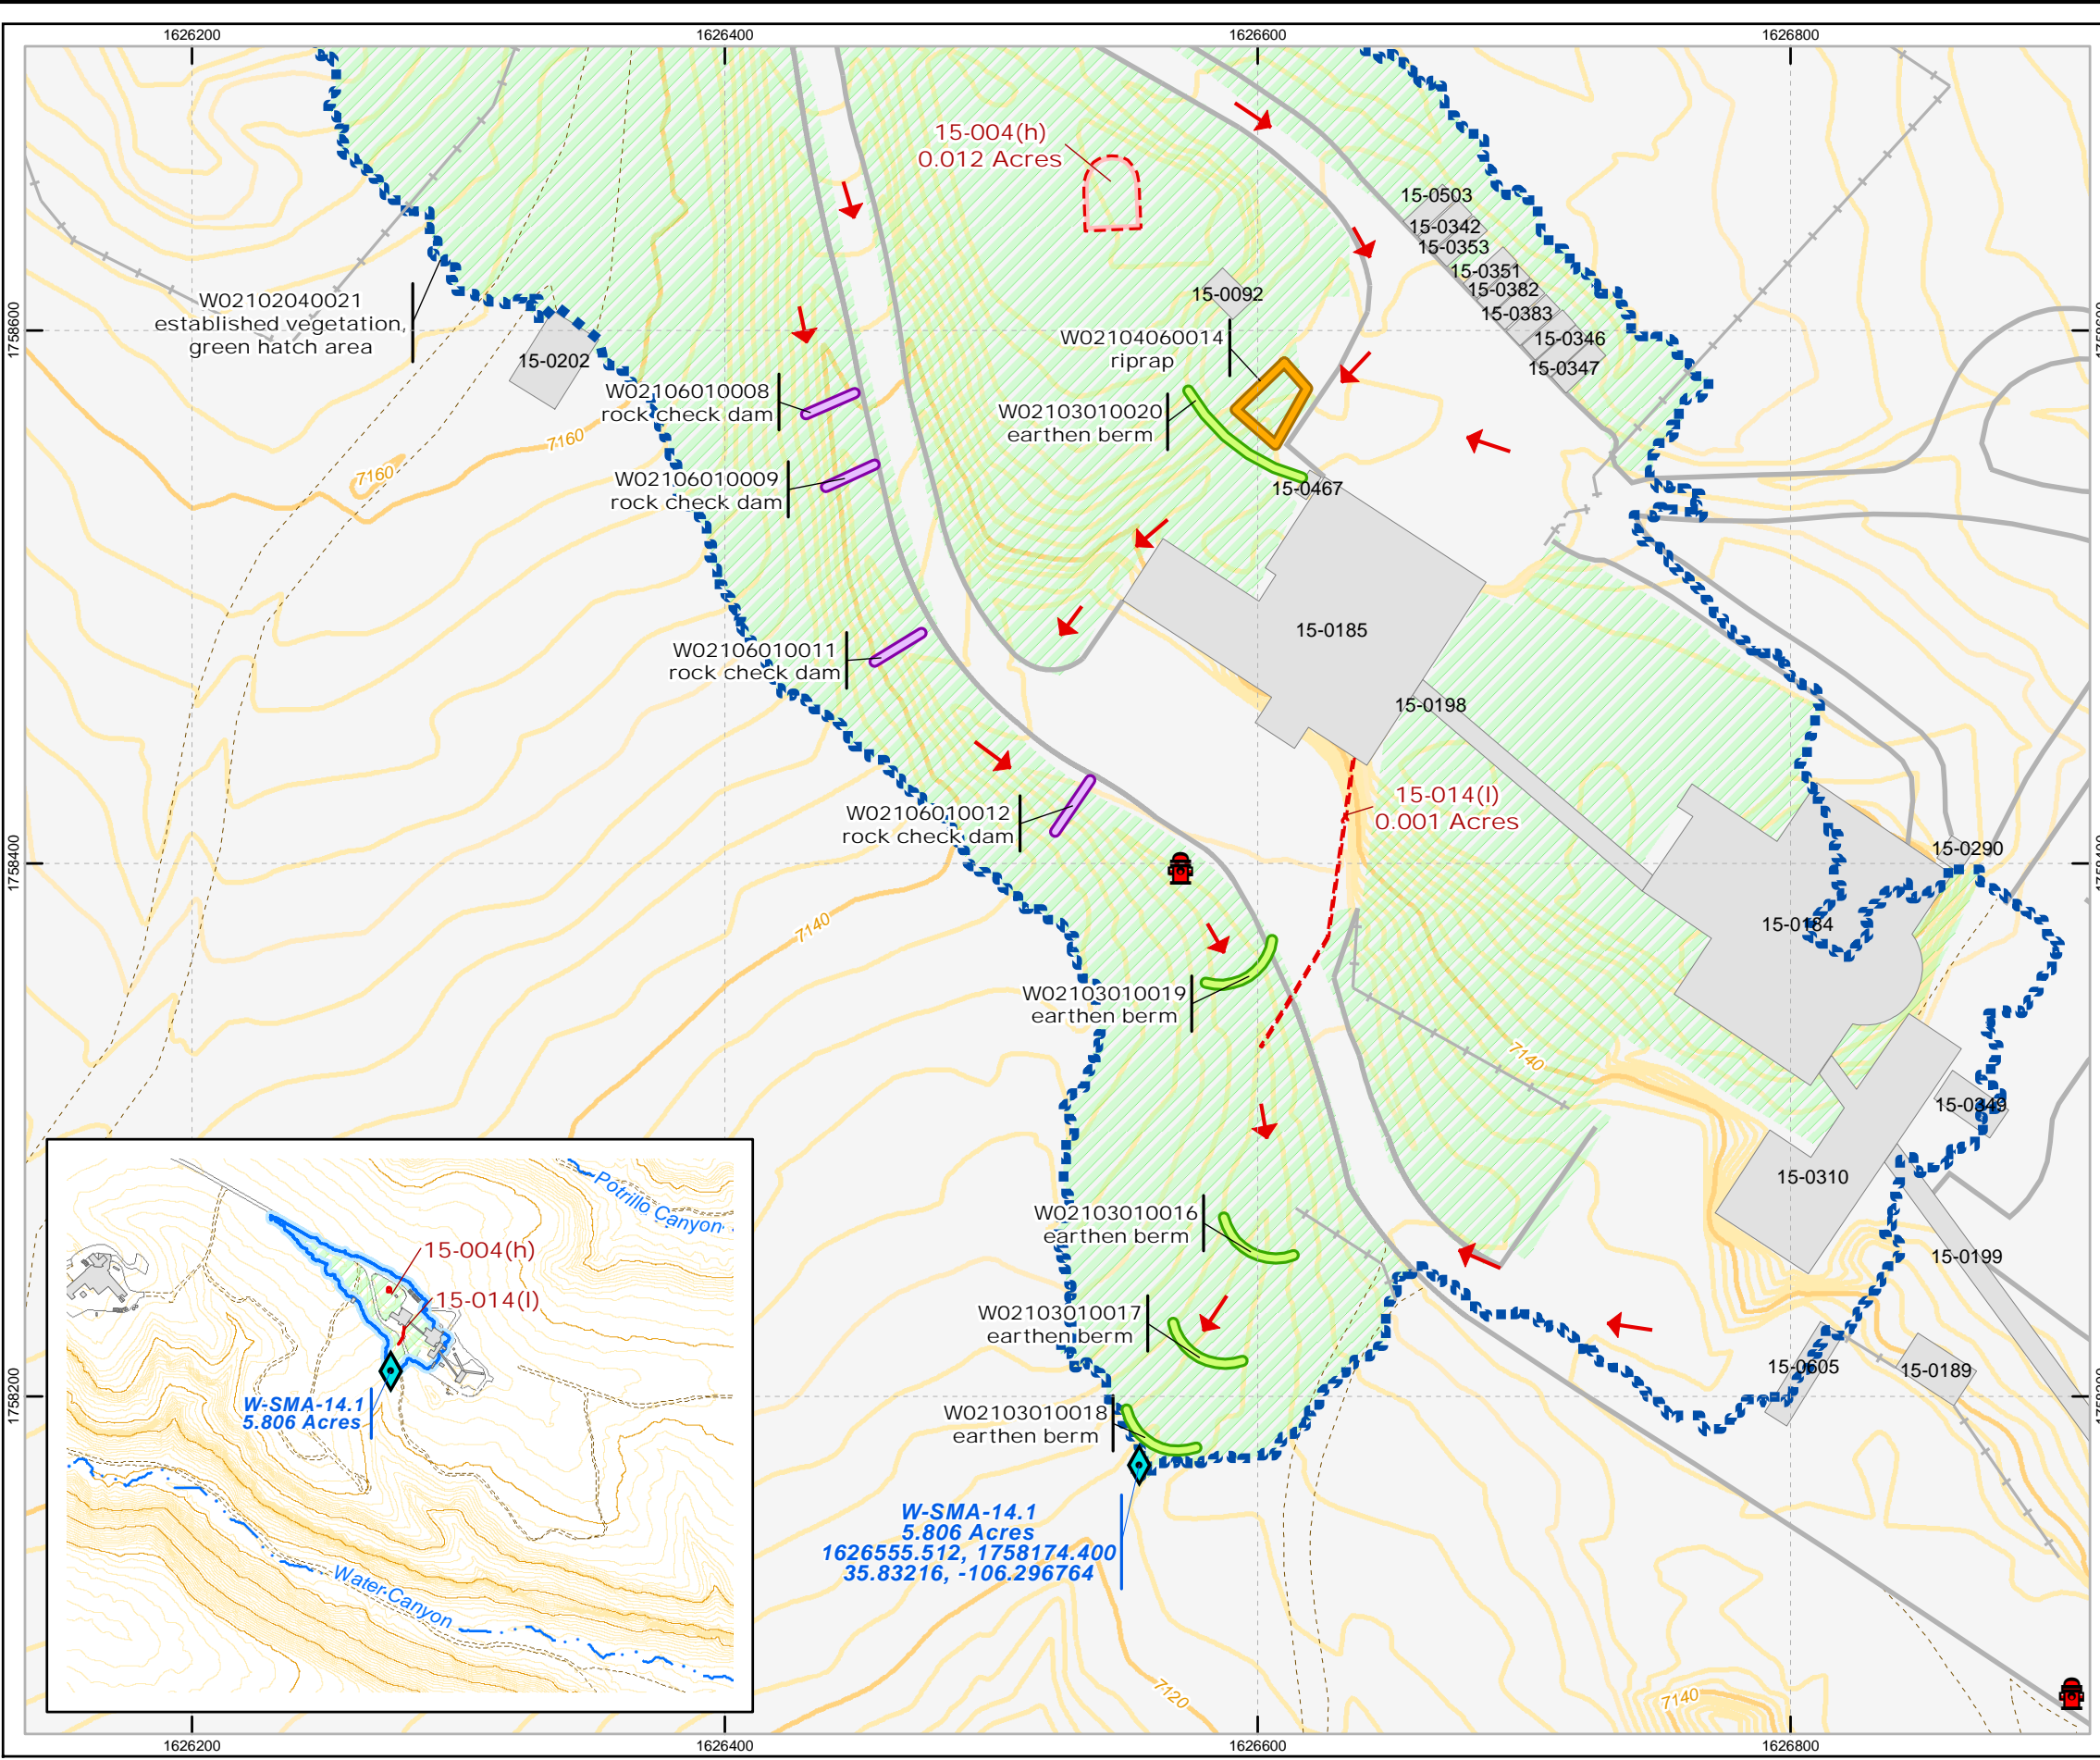 1626200
1626400
1626600
1626800
15-004(h)
0.012 Acres
15-0503
15-0342
15-0353
15-0351
15-0382
15-0383
15-0346
15-0347
15-0092
W02102040021
established vegetation,
green hatch area
1758600
1758600
15-0202
W02104060014
riprap
W02106010008
rock check dam
W02103010020
earthen berm
7160
7160
W02106010009
rock check dam
15-0467
15-0185
W02106010011
rock check dam
15-0198
15-014(l)
0.001 Acres
W02106010012
rock check dam
15-0290
1758400
1758400
7140
15-0184
W02103010019
earthen berm
7140
15-0349
15-0310
W02103010016
earthen berm
15-0199
W02103010017
earthen berm
15-0605
15-0189
1758200
1758200
W02103010018
earthen berm
W-SMA-14.1
5.806 Acres
1626555.512, 1758174.400
35.83216, -106.296764
7120
7140
Potrillo Canyon
15-004(h)
15-014(l)
W-SMA-14.1
5.806 Acres
Water Canyon
1626200
1626400
1626600
1626800